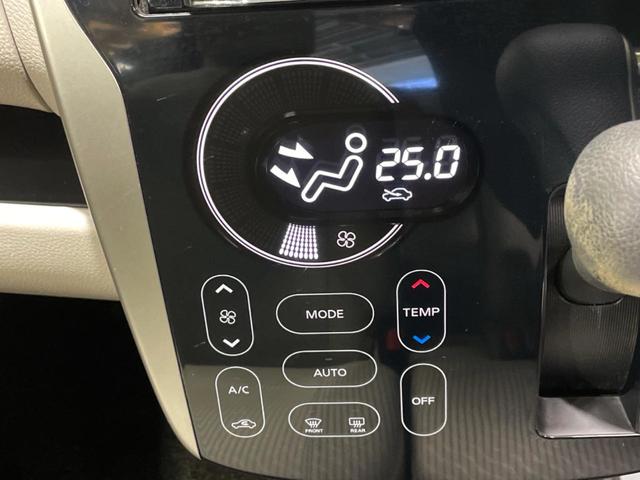 25.0
MODE
TEMP
AUTO
A/C
OFF
FRONT
REAR